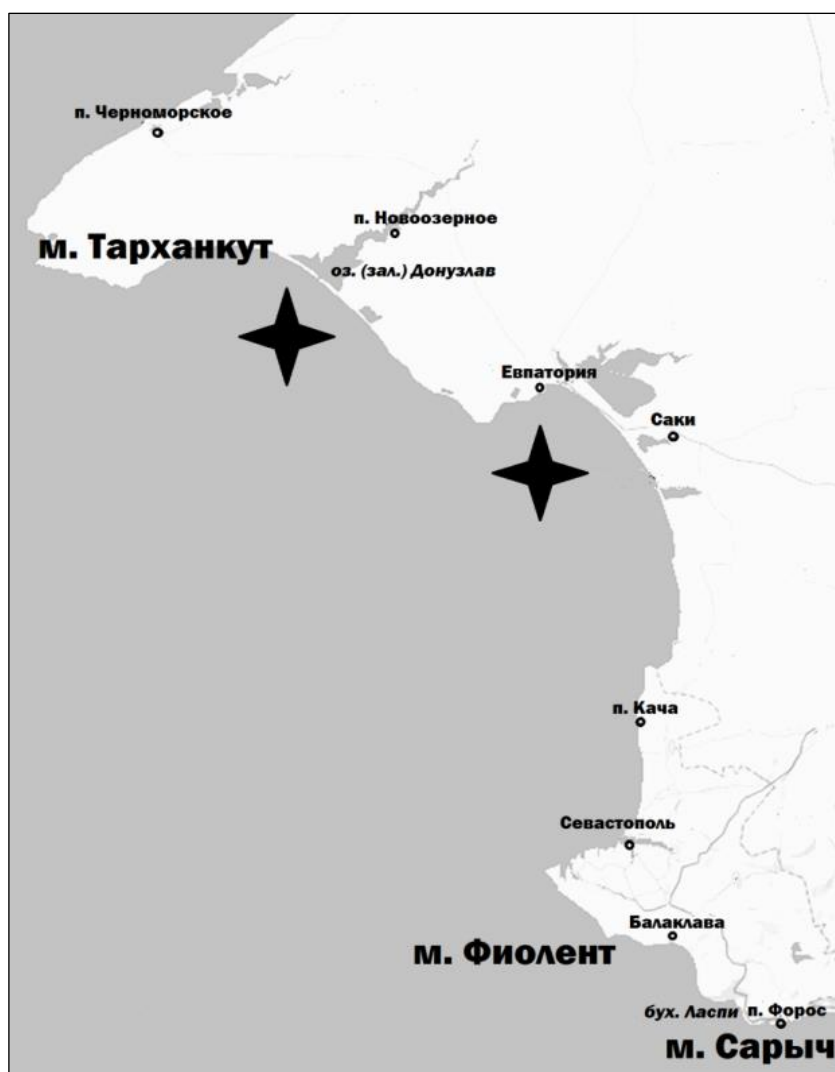 п. Черноморское
п. Новоозерное
м. Тарханкут
оз. (зал.) Донузлав
Евпатория
Саки
п. Кача
Севастополь
Балаклава
м. Фиолент
бух. Ласпи п. Форос
м. Сарыч